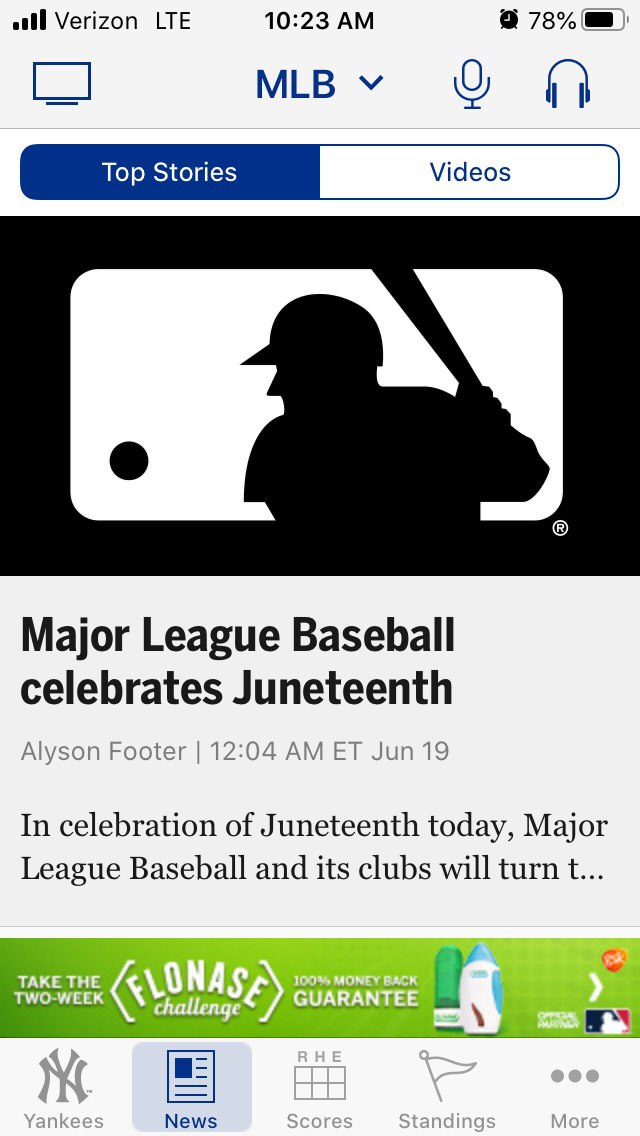 Verizon LTE 10:23 AM 78%
MLB
Top Stories Videos
®
Major League Baseball
celebrates Juneteenth
Alyson Footer | 12:04 AM ET Jun 19
In celebration of Juneteenth today, Major
League Baseball and its clubs will turn t...
TAKE THE
TWO-WEEK
FLONASE
challenge
100% MONEY BACK
GUARANTEE
gsk
OFFICIAL
PARTNER
NY
R H E
Yankees News Scores Standings More